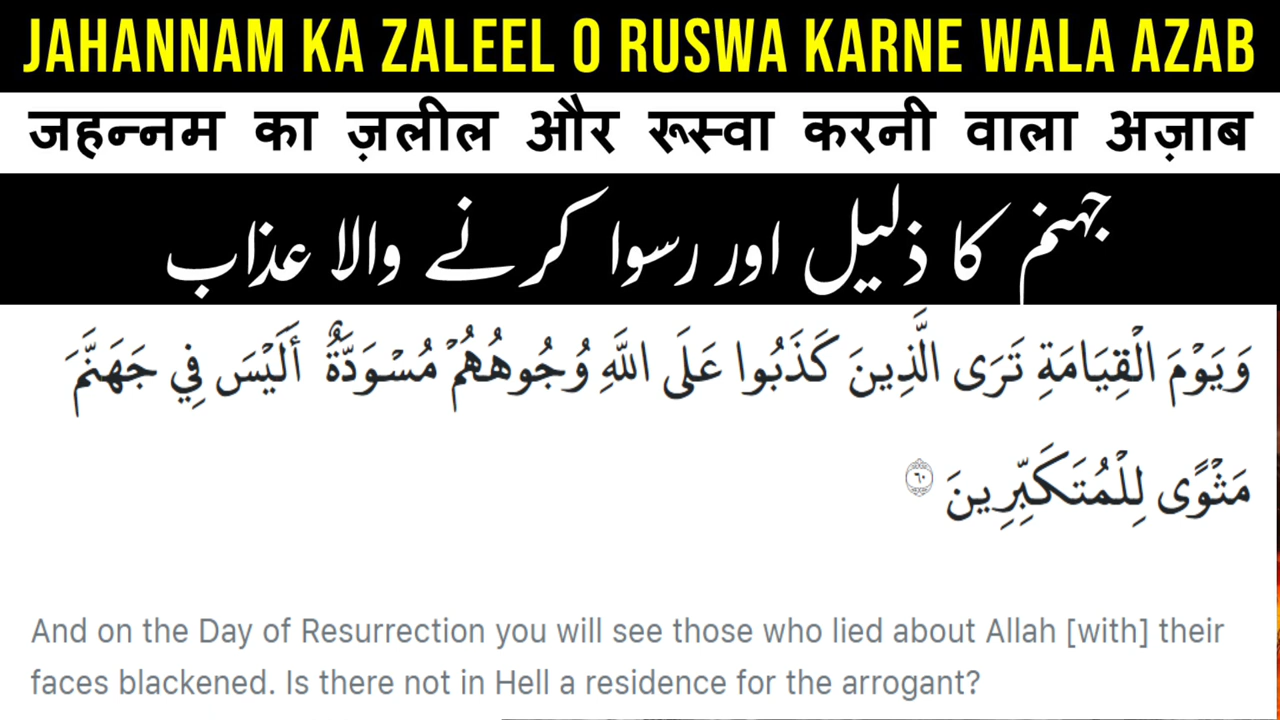 JAHANNAM KA ZALEEL O RUSWA KARNE WALA AZAB
जहन्नम का ज़लील और रूस्वा करनी वाला अज़ाब
جہنم کا ذلیل اور رسوا کرنے والا عذاب
وَيَوْمَ الْقِيَامَةِ تَرَى الَّذِينَ كَذَبُوا عَلَى اللَّهِ وُجُوهُهُمْ مُسْوَدَّةٌ أَلَيْسَ فِي جَهَنَّمَ
مَثْوًى لِلْمُتَكَبِّرِينَ ٦٠
And on the Day of Resurrection you will see those who lied about Allah [with] their
faces blackened. Is there not in Hell a residence for the arrogant?